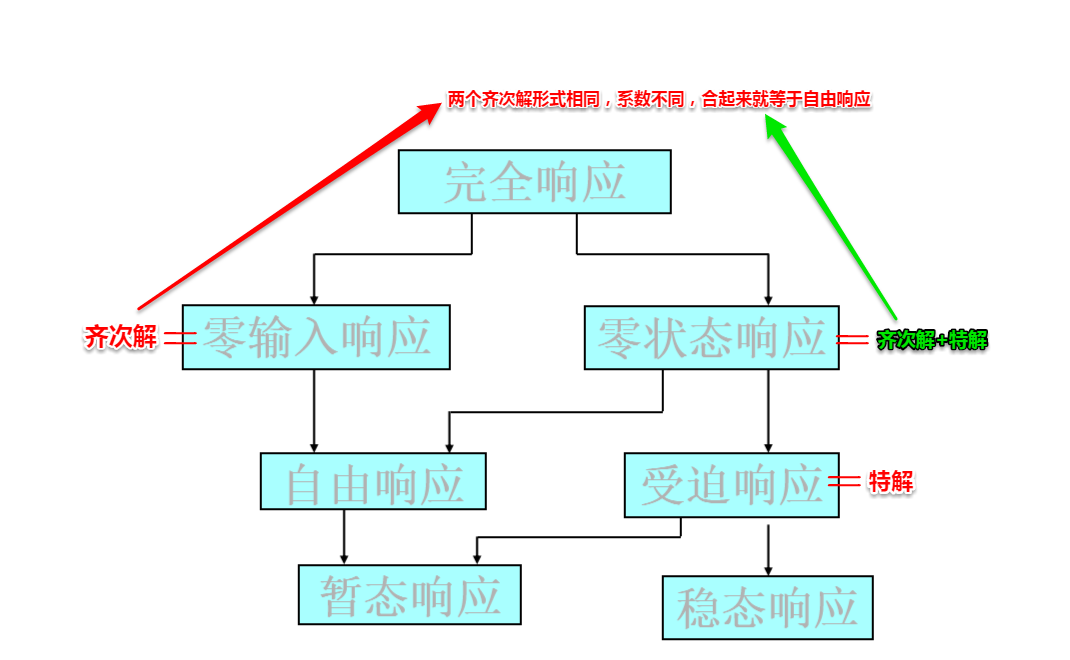 两个齐次解形式相同，系数不同，合起来就等于自由响应
完全响应
齐次解
零输入响应
零状态响应
齐次解+特解
自由响应
受迫响应
特解
暂态响应
稳态响应